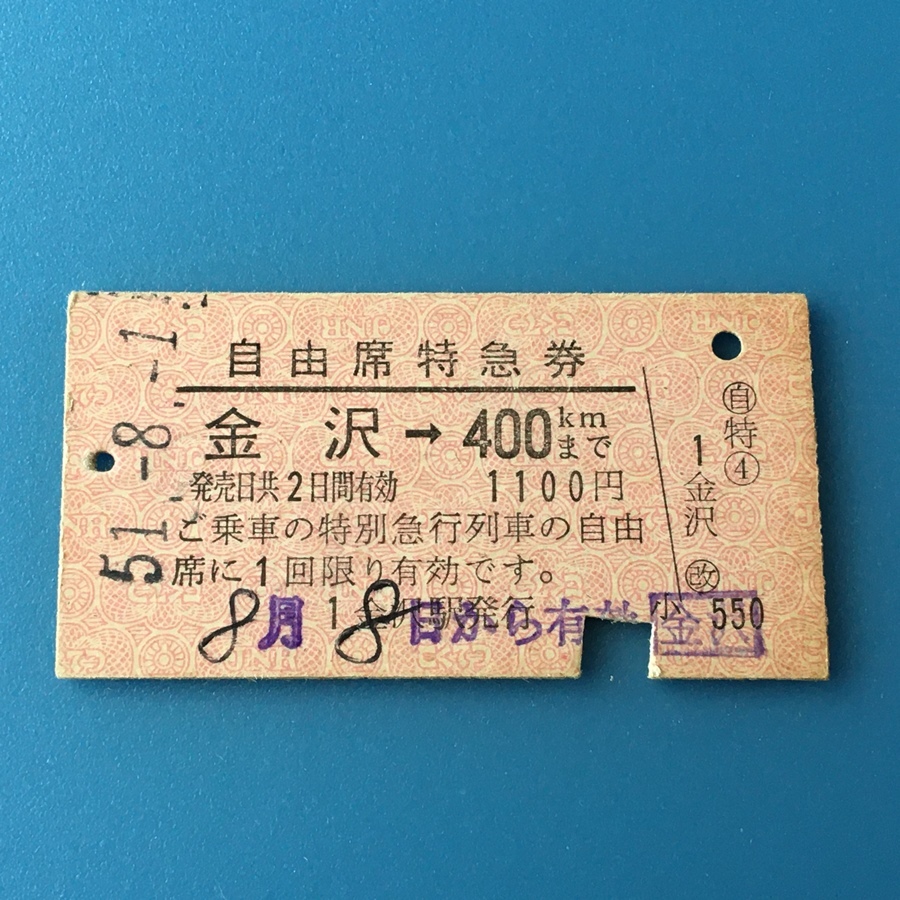 51.-8.-1
自由席特急券
金沢→400kmまで
発売日共2日間有効 1100円
ご乗車の特別急行列車の自由
席に1回限り有効です。
1 金沢駅発行
8月8日から有効
小 550
自特④
1金沢
改
JNR